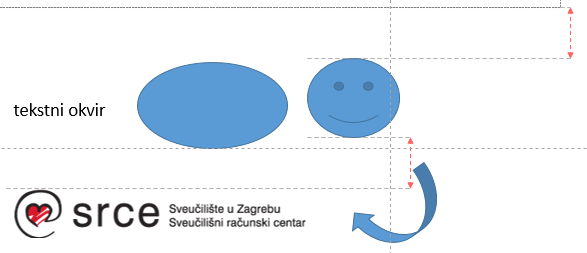 tekstni okvir
srce
Sveučilište u Zagrebu
Sveučilišni računski centar